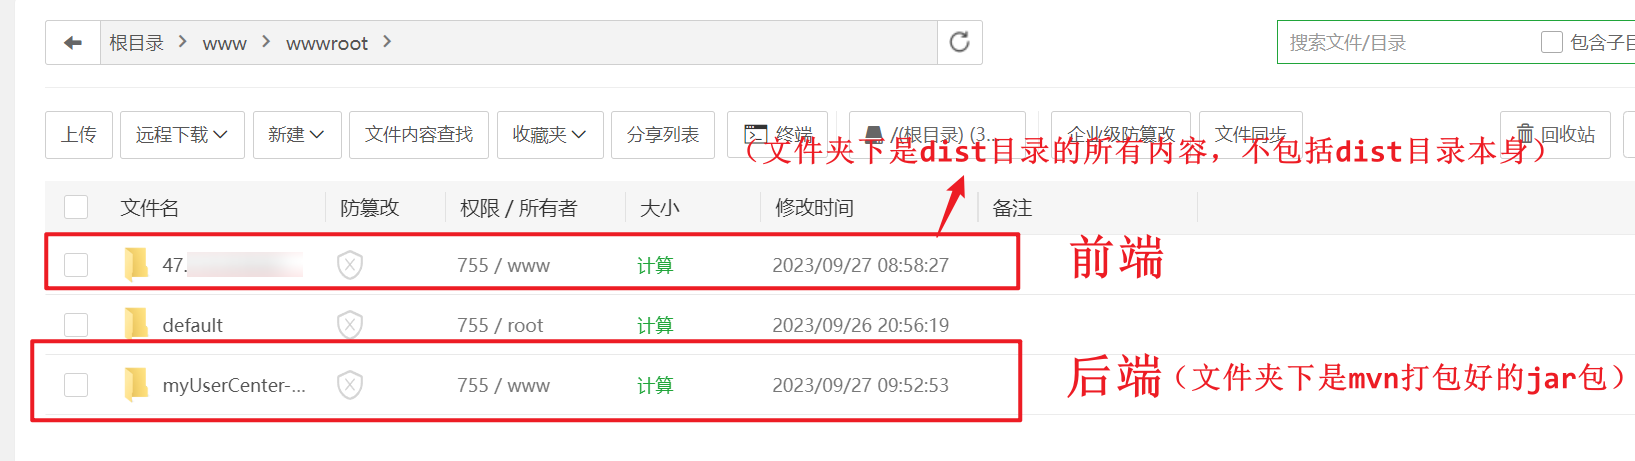 根目录 > www > wwwroot >
搜索文件/目录 包含子目
上传 远程下载 新建 文件内容查找 收藏夹 分享列表 终端 /(根目录) (3... 企业级防篡改 文件同步 回收站
（文件夹下是dist目录的所有内容，不包括dist目录本身）
文件名 防篡改 权限 / 所有者 大小 修改时间 备注
47. 755 / www 计算 2023/09/27 08:58:27 前端
default 755 / root 计算 2023/09/26 20:56:19
myUserCenter-... 755 / www 计算 2023/09/27 09:52:53 后端（文件夹下是mvn打包好的jar包）